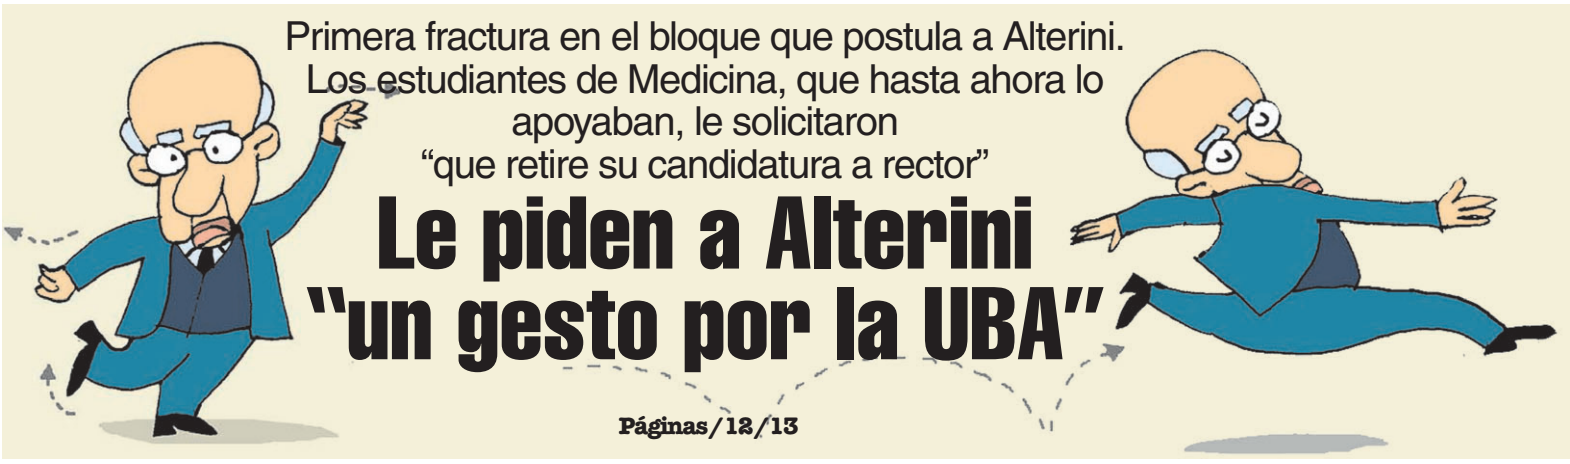 Primera fractura en el bloque que postula a Alterini.
Los estudiantes de Medicina, que hasta ahora lo
apoyaban, le solicitaron
“que retire su candidatura a rector”
Le piden a Alterini
“un gesto por la UBA”
Páginas/12/13